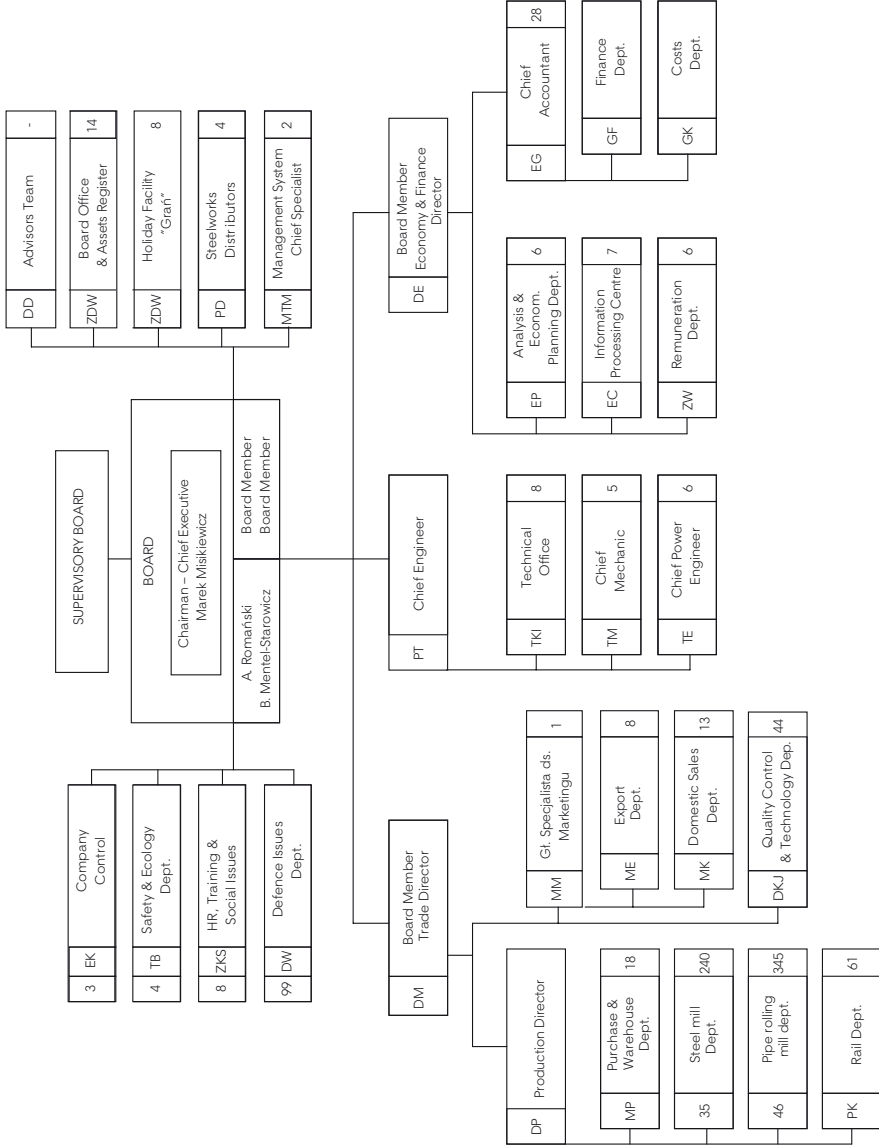 SUPERVISORY BOARD
BOARD
Chairman – Chief Executive
Marek Misikiewicz
A. Romański
B. Mentel-Starowicz
Board Member
Board Member
3
EK
Company
Control
4
TB
Safety & Ecology
Dept.
8
ZKS
HR, Training &
Social Issues
99
DW
Defence Issues
Dept.
DD
Advisors Team
-
ZDW
Board Office
& Assets Register
14
ZDW
Holiday Facility
"Grań"
8
PD
Steelworks
Distributors
4
MTM
Management System
Chief Specialist
2
DM
Board Member
Trade Director
PT
Chief Engineer
DE
Board Member
Economy & Finance
Director
DP
Production Director
MP
Purchase &
Warehouse
Dept.
18
35
Steel mill
Dept.
240
46
Pipe rolling
mill dept.
345
PK
Rail Dept.
61
MM
Gł. Specjalista ds.
Marketingu
1
ME
Export
Dept.
8
MK
Domestic Sales
Dept.
13
DKJ
Quality Control
& Technology Dep.
44
TKI
Technical
Office
8
TM
Chief
Mechanic
5
TE
Chief Power
Engineer
6
EP
Analysis &
Econom.
Planning Dept.
6
EC
Information
Processing Centre
7
ZW
Remuneration
Dept.
6
EG
Chief
Accountant
28
GF
Finance
Dept.
GK
Costs
Dept.